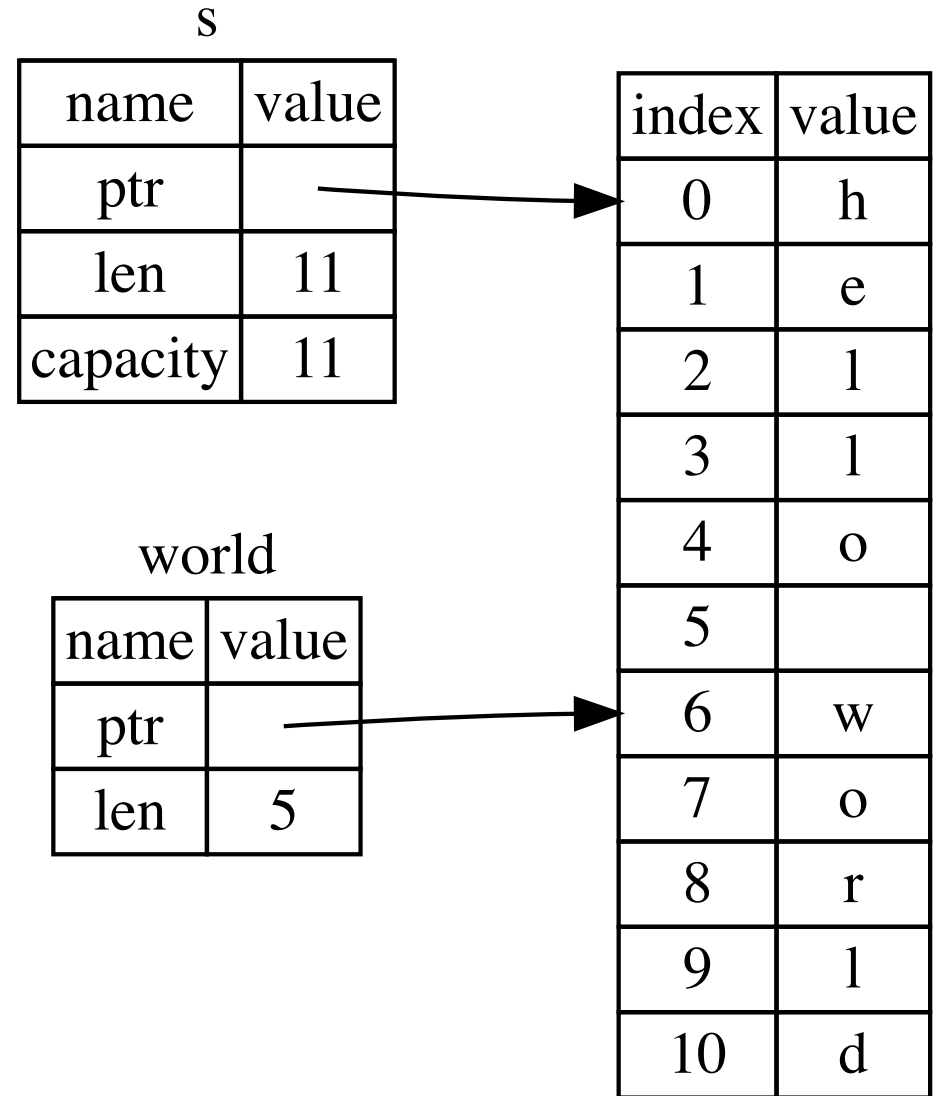 s
name value
ptr
len 11
capacity 11
world
name value
ptr
len 5
index value
0 h
1 e
2 l
3 l
4 o
5
6 w
7 o
8 r
9 l
10 d